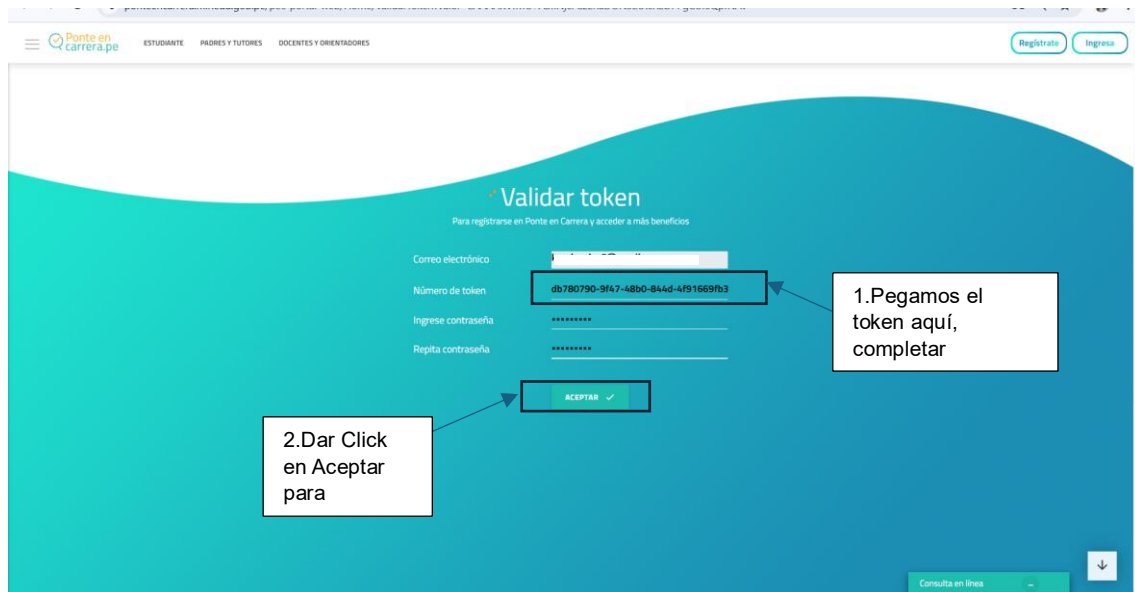 Ponte en
carrera.pe
ESTUDIANTE PADRES Y TUTORES DOCENTES Y ORIENTADORES
Regístrate Ingresa
Validar token
Para registrarse en Ponte en Carrera y acceder a más beneficios
Correo electrónico
Número de token db780790-9f47-48b0-844d-4f91669fb3
Ingrese contraseña •••••••••
Repita contraseña •••••••••
ACEPTAR
1.Pegamos el
token aquí,
completar
2.Dar Click
en Aceptar
para
Consulta en línea